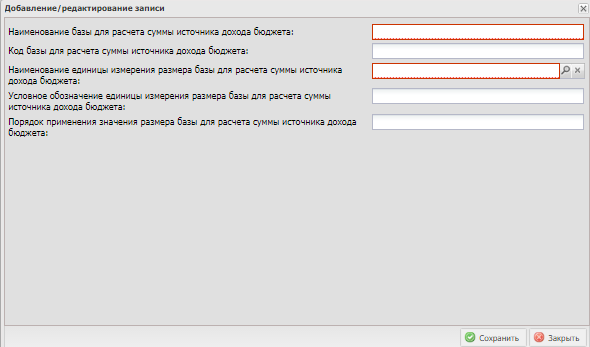 Добавление/редактирование записи
Наименование базы для расчета суммы источника дохода бюджета:
Код базы для расчета суммы источника дохода бюджета:
Наименование единицы измерения размера базы для расчета суммы источника
дохода бюджета:
Условное обозначение единицы измерения размера базы для расчета суммы
источника дохода бюджета:
Порядок применения значения размера базы для расчета суммы источника дохода
бюджета:
Сохранить Закрыть